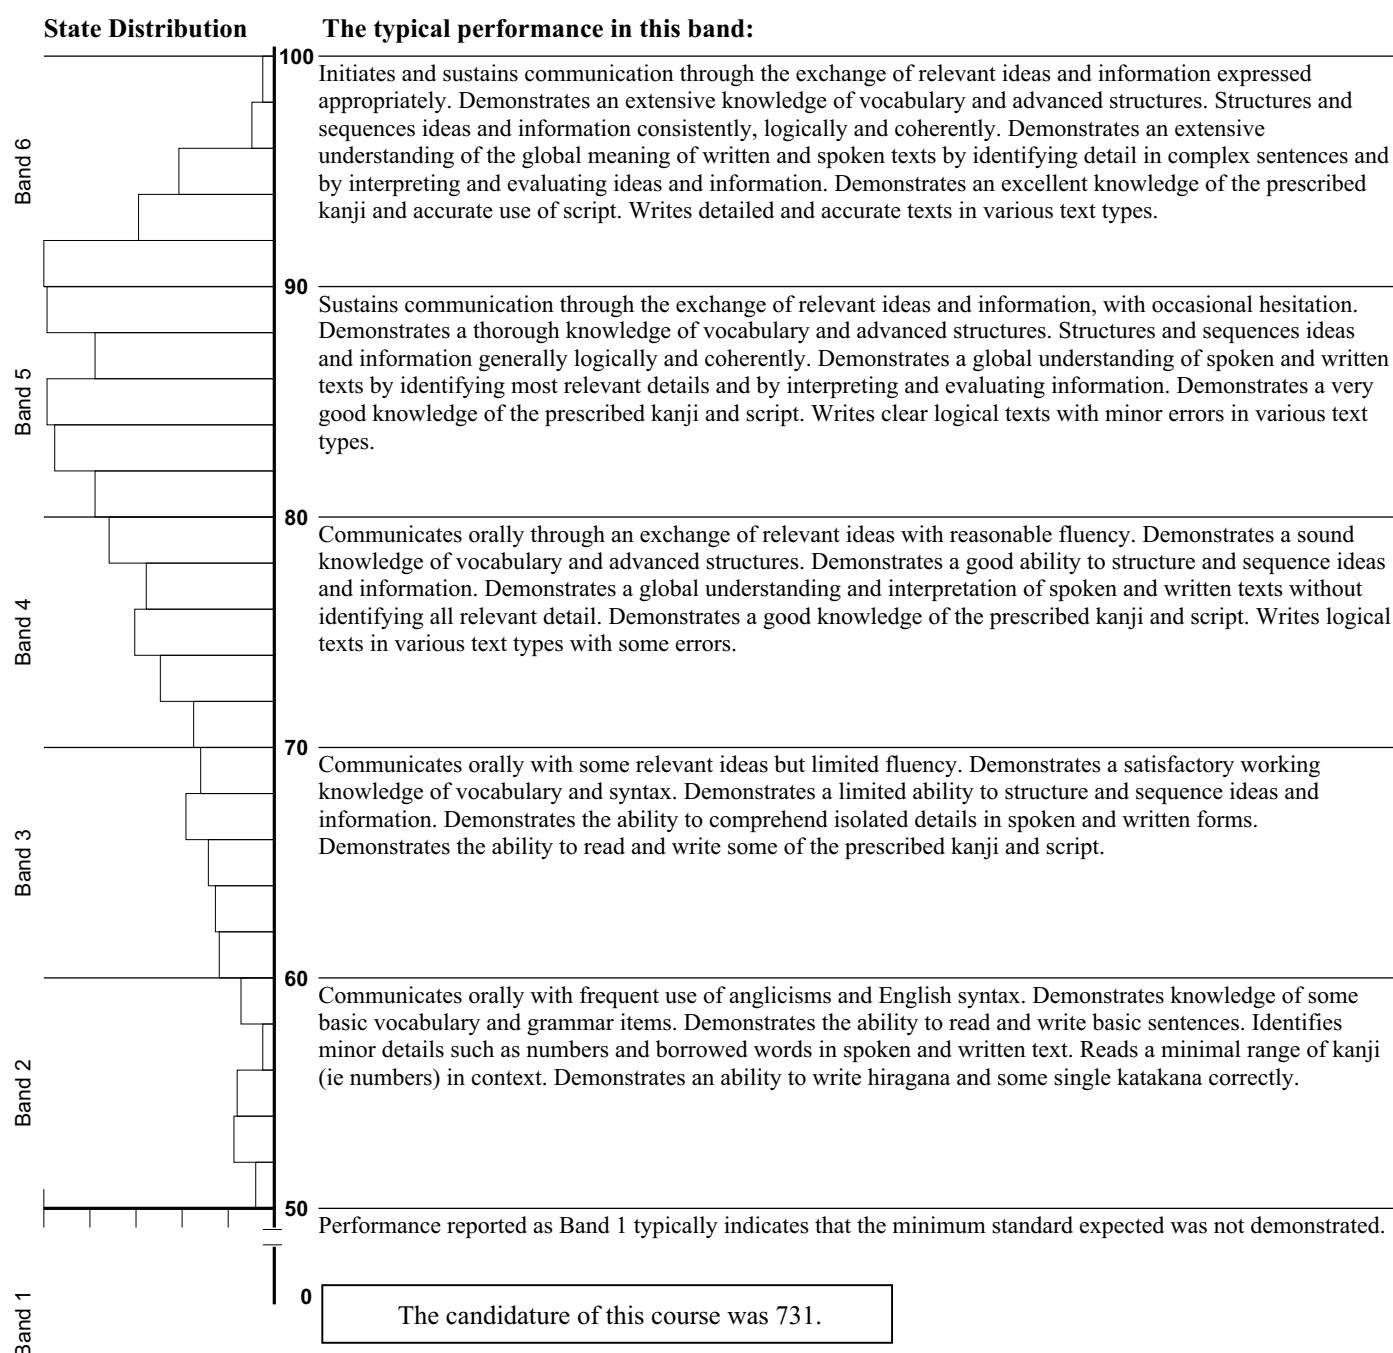 State Distribution
The typical performance in this band:
100
Initiates and sustains communication through the exchange of relevant ideas and information expressed
appropriately. Demonstrates an extensive knowledge of vocabulary and advanced structures. Structures and
sequences ideas and information consistently, logically and coherently. Demonstrates an extensive
understanding of the global meaning of written and spoken texts by identifying detail in complex sentences and
by interpreting and evaluating ideas and information. Demonstrates an excellent knowledge of the prescribed
kanji and accurate use of script. Writes detailed and accurate texts in various text types.
Band 6
90
Sustains communication through the exchange of relevant ideas and information, with occasional hesitation.
Demonstrates a thorough knowledge of vocabulary and advanced structures. Structures and sequences ideas
and information generally logically and coherently. Demonstrates a global understanding of spoken and written
texts by identifying most relevant details and by interpreting and evaluating information. Demonstrates a very
good knowledge of the prescribed kanji and script. Writes clear logical texts with minor errors in various text
types.
Band 5
80
Communicates orally through an exchange of relevant ideas with reasonable fluency. Demonstrates a sound
knowledge of vocabulary and advanced structures. Demonstrates a good ability to structure and sequence ideas
and information. Demonstrates a global understanding and interpretation of spoken and written texts without
identifying all relevant detail. Demonstrates a good knowledge of the prescribed kanji and script. Writes logical
texts in various text types with some errors.
Band 4
70
Communicates orally with some relevant ideas but limited fluency. Demonstrates a satisfactory working
knowledge of vocabulary and syntax. Demonstrates a limited ability to structure and sequence ideas and
information. Demonstrates the ability to comprehend isolated details in spoken and written forms.
Demonstrates the ability to read and write some of the prescribed kanji and script.
Band 3
60
Communicates orally with frequent use of anglicisms and English syntax. Demonstrates knowledge of some
basic vocabulary and grammar items. Demonstrates the ability to read and write basic sentences. Identifies
minor details such as numbers and borrowed words in spoken and written text. Reads a minimal range of kanji
(ie numbers) in context. Demonstrates an ability to write hiragana and some single katakana correctly.
Band 2
50
Performance reported as Band 1 typically indicates that the minimum standard expected was not demonstrated.
0
Band 1
The candidature of this course was 731.